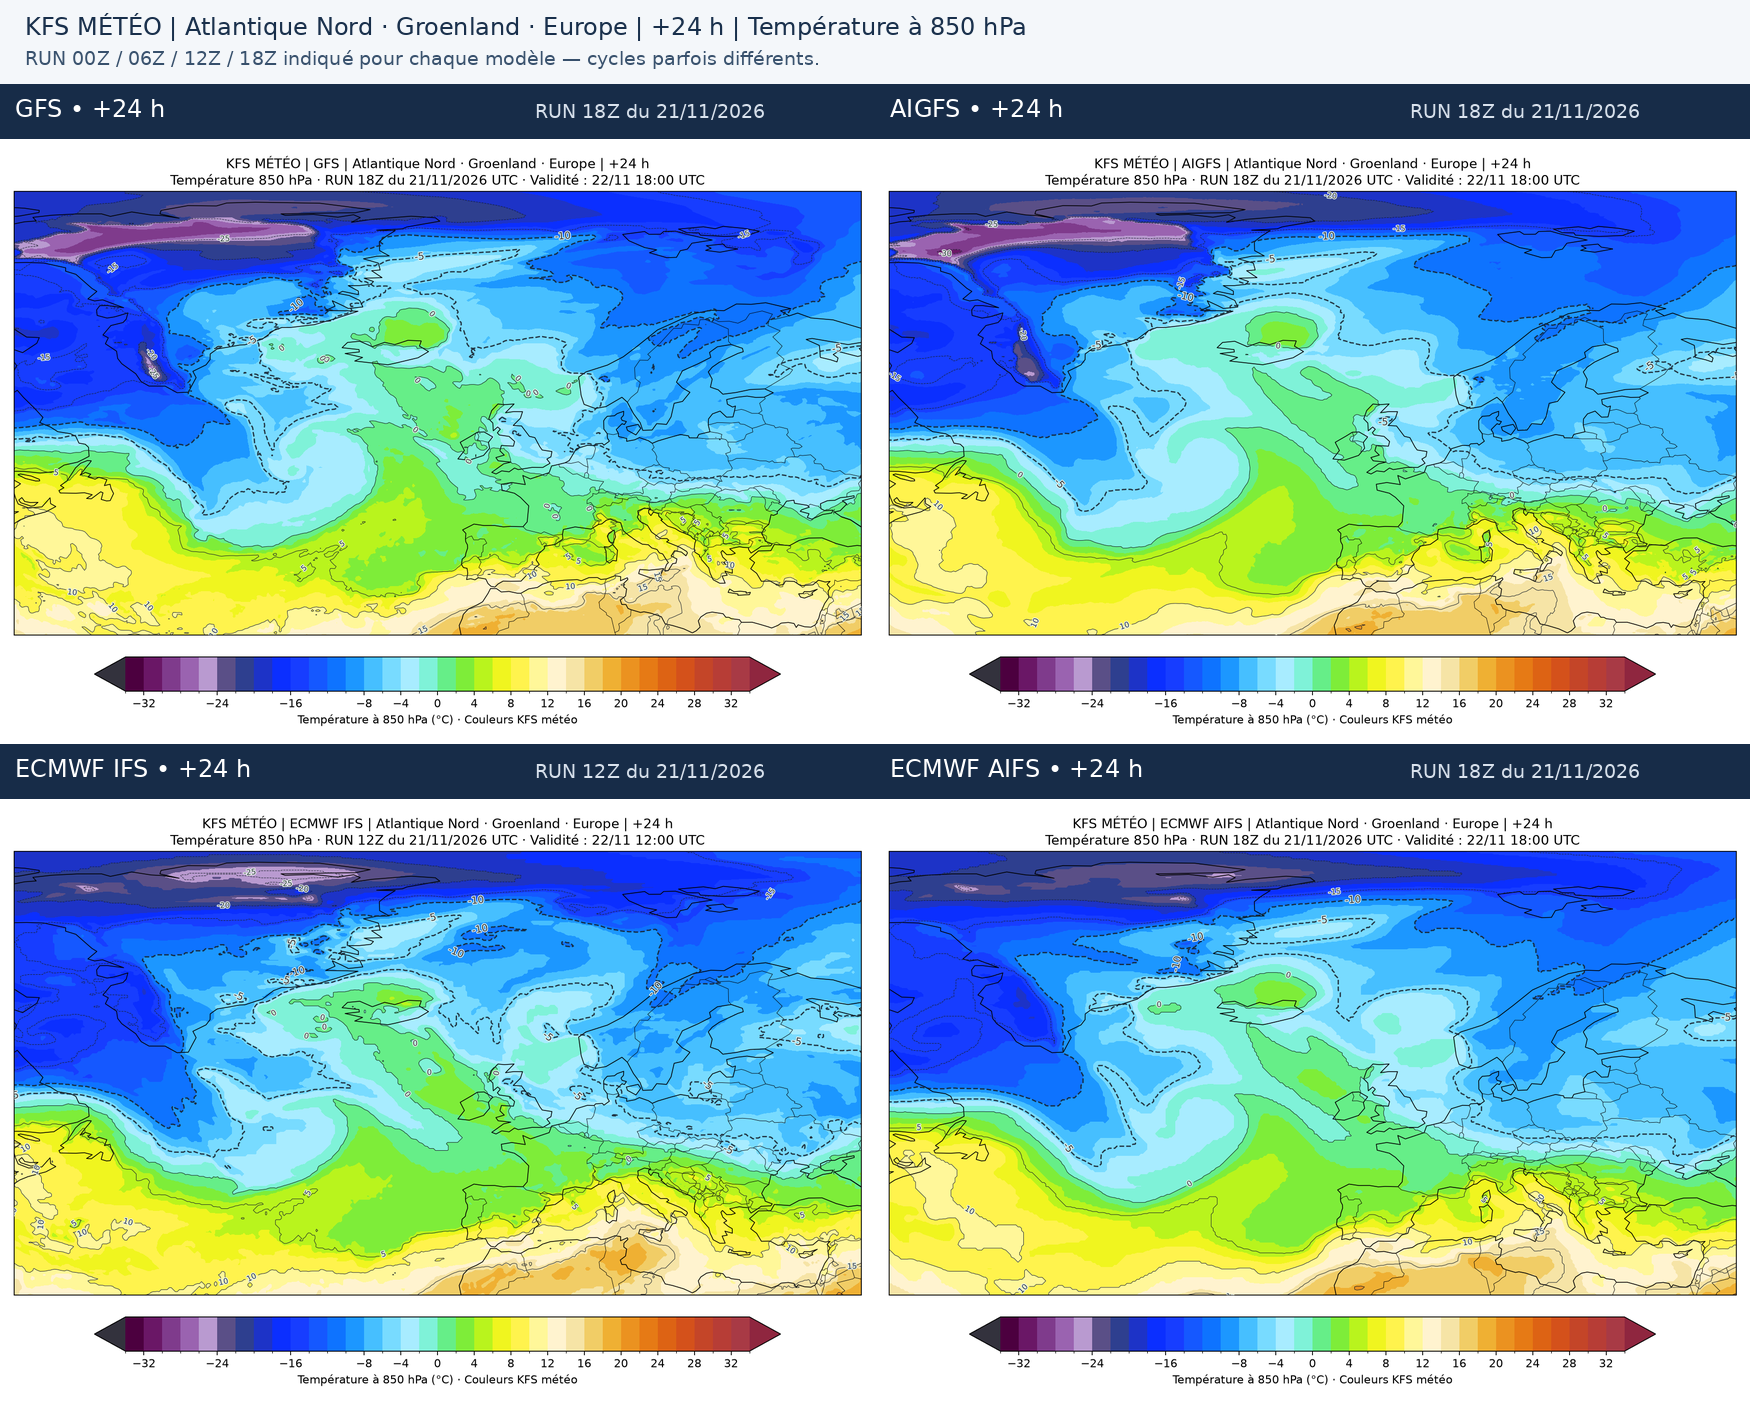 KFS MÉTÉO | Atlantique Nord · Groenland · Europe | +24 h | Température à 850 hPa
RUN 00Z / 06Z / 12Z / 18Z indiqué pour chaque modèle — cycles parfois différents.
GFS • +24 h
RUN 18Z du 21/11/2026
KFS MÉTÉO | GFS | Atlantique Nord · Groenland · Europe | +24 h
Température 850 hPa · RUN 18Z du 21/11/2026 UTC · Validité : 22/11 18:00 UTC
−32 −24 −16 −8 −4 0 4 8 12 16 20 24 28 32
Température à 850 hPa (°C) · Couleurs KFS météo
AIGFS • +24 h
RUN 18Z du 21/11/2026
KFS MÉTÉO | AIGFS | Atlantique Nord · Groenland · Europe | +24 h
Température 850 hPa · RUN 18Z du 21/11/2026 UTC · Validité : 22/11 18:00 UTC
−32 −24 −16 −8 −4 0 4 8 12 16 20 24 28 32
Température à 850 hPa (°C) · Couleurs KFS météo
ECMWF IFS • +24 h
RUN 12Z du 21/11/2026
KFS MÉTÉO | ECMWF IFS | Atlantique Nord · Groenland · Europe | +24 h
Température 850 hPa · RUN 12Z du 21/11/2026 UTC · Validité : 22/11 12:00 UTC
−32 −24 −16 −8 −4 0 4 8 12 16 20 24 28 32
Température à 850 hPa (°C) · Couleurs KFS météo
ECMWF AIFS • +24 h
RUN 18Z du 21/11/2026
KFS MÉTÉO | ECMWF AIFS | Atlantique Nord · Groenland · Europe | +24 h
Température 850 hPa · RUN 18Z du 21/11/2026 UTC · Validité : 22/11 18:00 UTC
−32 −24 −16 −8 −4 0 4 8 12 16 20 24 28 32
Température à 850 hPa (°C) · Couleurs KFS météo